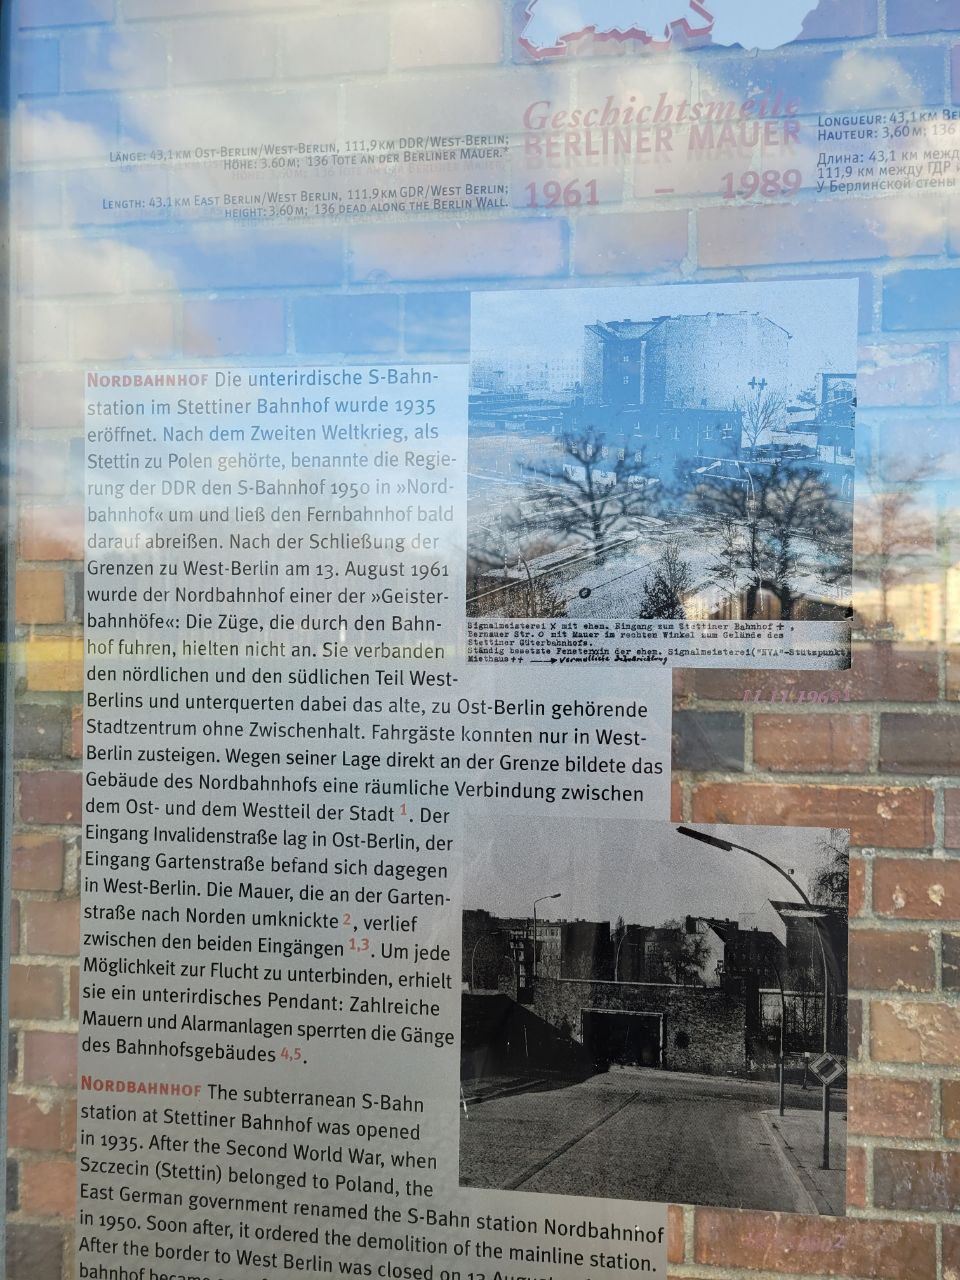 Geschichtsmeile
BERLINER MAUER
1961 – 1989
LÄNGE: 43,1 KM OST-BERLIN/WEST-BERLIN, 111,9 KM DDR/WEST-BERLIN;
HÖHE: 3.60 M; 136 TOTE AN DER BERLINER MAUER.*
LENGTH: 43.1 KM EAST BERLIN/WEST BERLIN, 111.9 KM GDR/WEST BERLIN;
HEIGHT: 3.60 M; 136 DEAD ALONG THE BERLIN WALL.
LONGUEUR: 43,1 KM
HAUTEUR: 3,60 M; 136
Длина: 43,1 км
111,9 км между ГДР
У Берлинской стены
NORDBAHNHOF Die unterirdische S-Bahn-
station im Stettiner Bahnhof wurde 1935
eröffnet. Nach dem Zweiten Weltkrieg, als
Stettin zu Polen gehörte, benannte die Regie-
rung der DDR den S-Bahnhof 1950 in »Nord-
bahnhof« um und ließ den Fernbahnhof bald
darauf abreißen. Nach der Schließung der
Grenzen zu West-Berlin am 13. August 1961
wurde der Nordbahnhof einer der »Geister-
bahnhöfe«: Die Züge, die durch den Bahn-
hof fuhren, hielten nicht an. Sie verbanden
den nördlichen und den südlichen Teil West-
Berlins und unterquerten dabei das alte, zu Ost-Berlin gehörende
Stadtzentrum ohne Zwischenhalt. Fahrgäste konnten nur in West-
Berlin zusteigen. Wegen seiner Lage direkt an der Grenze bildete das
Gebäude des Nordbahnhofs eine räumliche Verbindung zwischen
dem Ost- und dem Westteil der Stadt 1. Der
Eingang Invalidenstraße lag in Ost-Berlin, der
Eingang Gartenstraße befand sich dagegen
in West-Berlin. Die Mauer, die an der Garten-
straße nach Norden umknickte 2, verlief
zwischen den beiden Eingängen 1,3. Um jede
Möglichkeit zur Flucht zu unterbinden, erhielt
sie ein unterirdisches Pendant: Zahlreiche
Mauern und Alarmanlagen sperrten die Gänge
des Bahnhofsgebäudes 4,5.
Signalmeisterei X mit ehem. Eingang zum Stettiner Bahnhof + ,
Bernauer Str. O mit Mauer im rechten Winkel zum Gelände des
Stettiner Güterbahnhofs.
Ständig besetzte Fenster in der ehem. Signalmeisterei ("NVA"-Stützpunkt
Miethaus ++
11.11.1965
NORDBAHNHOF The subterranean S-Bahn
station at Stettiner Bahnhof was opened
in 1935. After the Second World War, when
Szczecin (Stettin) belonged to Poland, the
East German government renamed the S-Bahn station Nordbahnhof
in 1950. Soon after, it ordered the demolition of the mainline station.
After the border to West Berlin was closed on 13
bahnhof became